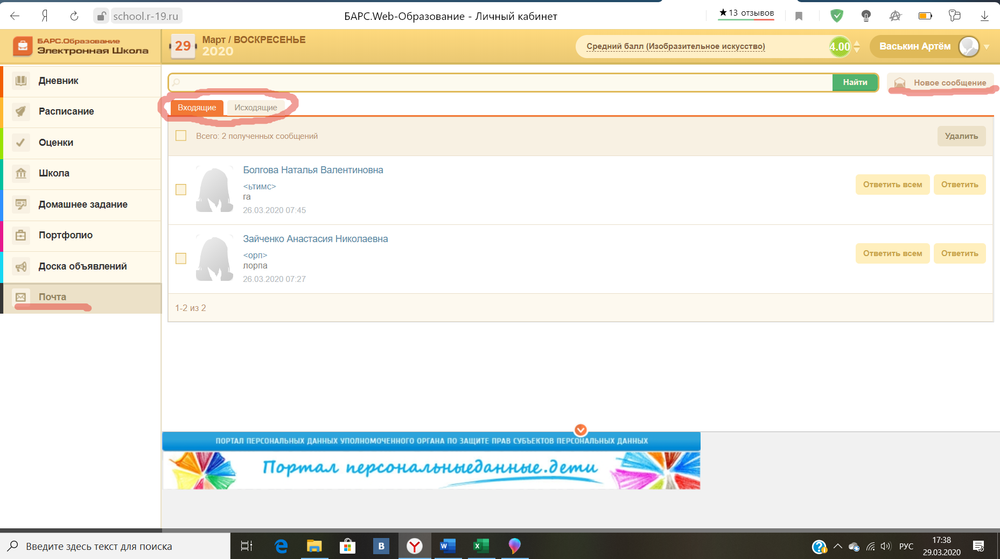 school.r-19.ru
БАРС.Web-Образование - Личный кабинет
★13 отзывов
БАРС.Образование
Электронная Школа
29
Март / ВОСКРЕСЕНЬЕ
2020
Средний балл (Изобразительное искусство)
4.00
Васькин Артём
Дневник
Расписание
Оценки
Школа
Домашнее задание
Портфолио
Доска объявлений
Почта
Найти
Новое сообщение
Входящие
Исходящие
Всего: 2 полученных сообщений
Удалить
Болгова Наталья Валентиновна
<ьтимс>
га
26.03.2020 07:45
Ответить всем
Ответить
Зайченко Анастасия Николаевна
<орп>
лорпа
26.03.2020 07:27
Ответить всем
Ответить
1-2 из 2
ПОРТАЛ ПЕРСОНАЛЬНЫХ ДАННЫХ УПОЛНОМОЧЕННОГО ОРГАНА ПО ЗАЩИТЕ ПРАВ СУБЪЕКТОВ ПЕРСОНАЛЬНЫХ ДАННЫХ
Портал персональныеданные.дети
Введите здесь текст для поиска
РУС
17:38
29.03.2020